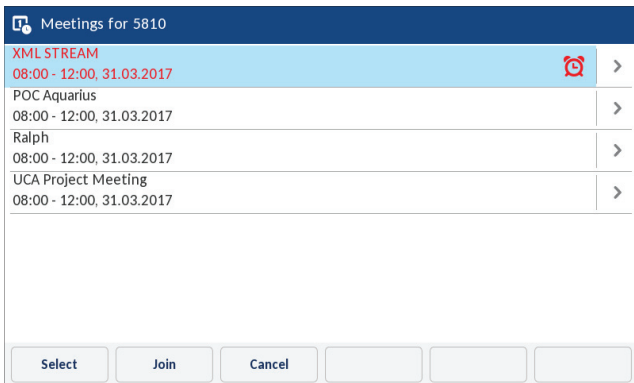 Meetings for 5810
XML STREAM
08:00 - 12:00, 31.03.2017
POC Aquarius
08:00 - 12:00, 31.03.2017
Ralph
08:00 - 12:00, 31.03.2017
UCA Project Meeting
08:00 - 12:00, 31.03.2017
Select Join Cancel